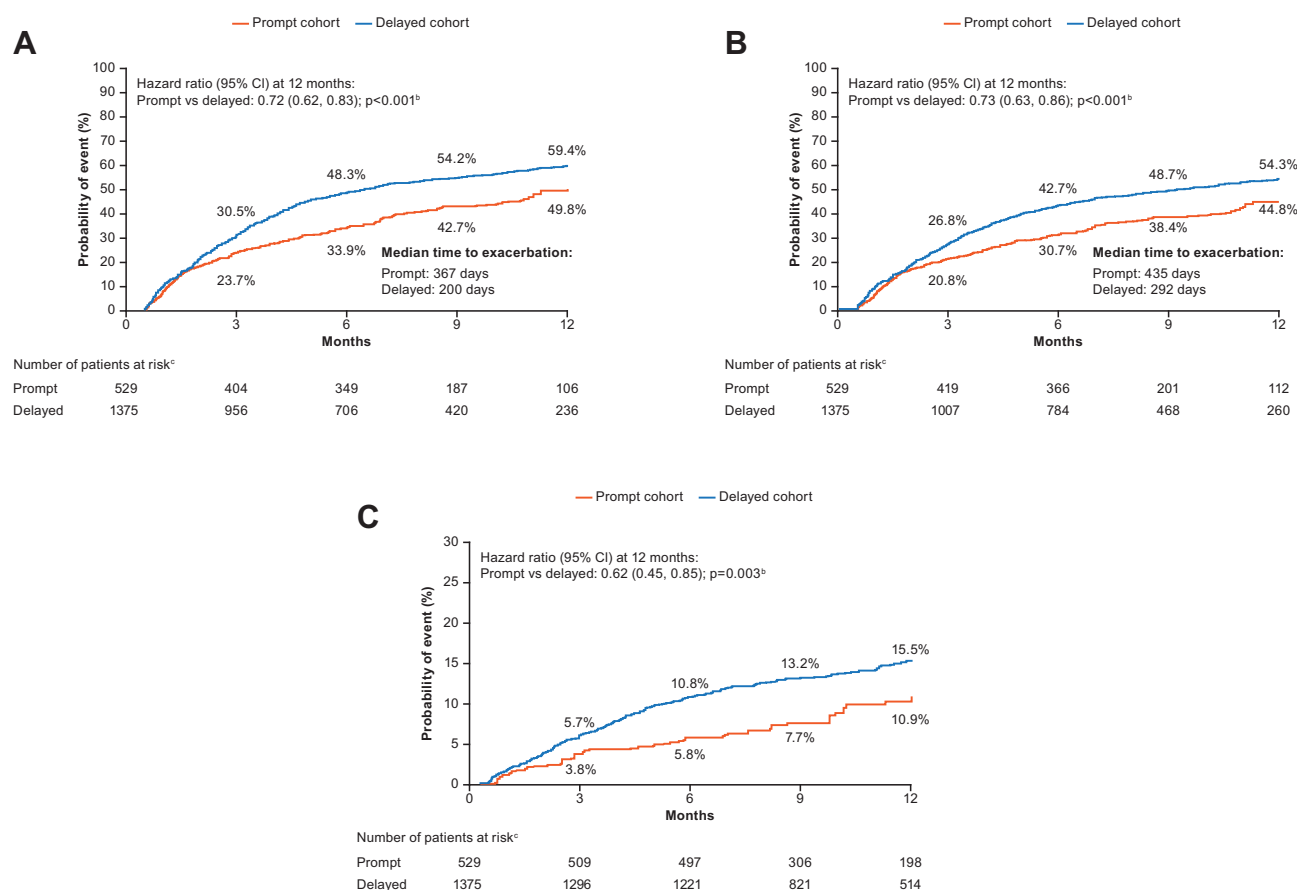 Prompt cohort Delayed cohort
A
Probability of event (%)
100
90
80
70
60
50
40
30
20
10
0
Hazard ratio (95% CI) at 12 months:
Prompt vs delayed: 0.72 (0.62, 0.83); p<0.001ᵇ
30.5%
48.3%
54.2%
59.4%
23.7%
33.9%
42.7%
49.8%
Median time to exacerbation:
Prompt: 367 days
Delayed: 200 days
0 3 6 9 12
Months
Number of patients at riskᶜ
Prompt 529 404 349 187 106
Delayed 1375 956 706 420 236
Prompt cohort Delayed cohort
B
Probability of event (%)
100
90
80
70
60
50
40
30
20
10
0
Hazard ratio (95% CI) at 12 months:
Prompt vs delayed: 0.73 (0.63, 0.86); p<0.001ᵇ
26.8%
42.7%
48.7%
54.3%
20.8%
30.7%
38.4%
44.8%
Median time to exacerbation:
Prompt: 435 days
Delayed: 292 days
0 3 6 9 12
Months
Number of patients at riskᶜ
Prompt 529 419 366 201 112
Delayed 1375 1007 784 468 260
Prompt cohort Delayed cohort
C
Probability of event (%)
30
25
20
15
10
5
0
Hazard ratio (95% CI) at 12 months:
Prompt vs delayed: 0.62 (0.45, 0.85); p=0.003ᵇ
5.7%
10.8%
13.2%
15.5%
3.8%
5.8%
7.7%
10.9%
0 3 6 9 12
Months
Number of patients at riskᶜ
Prompt 529 509 497 306 198
Delayed 1375 1296 1221 821 514